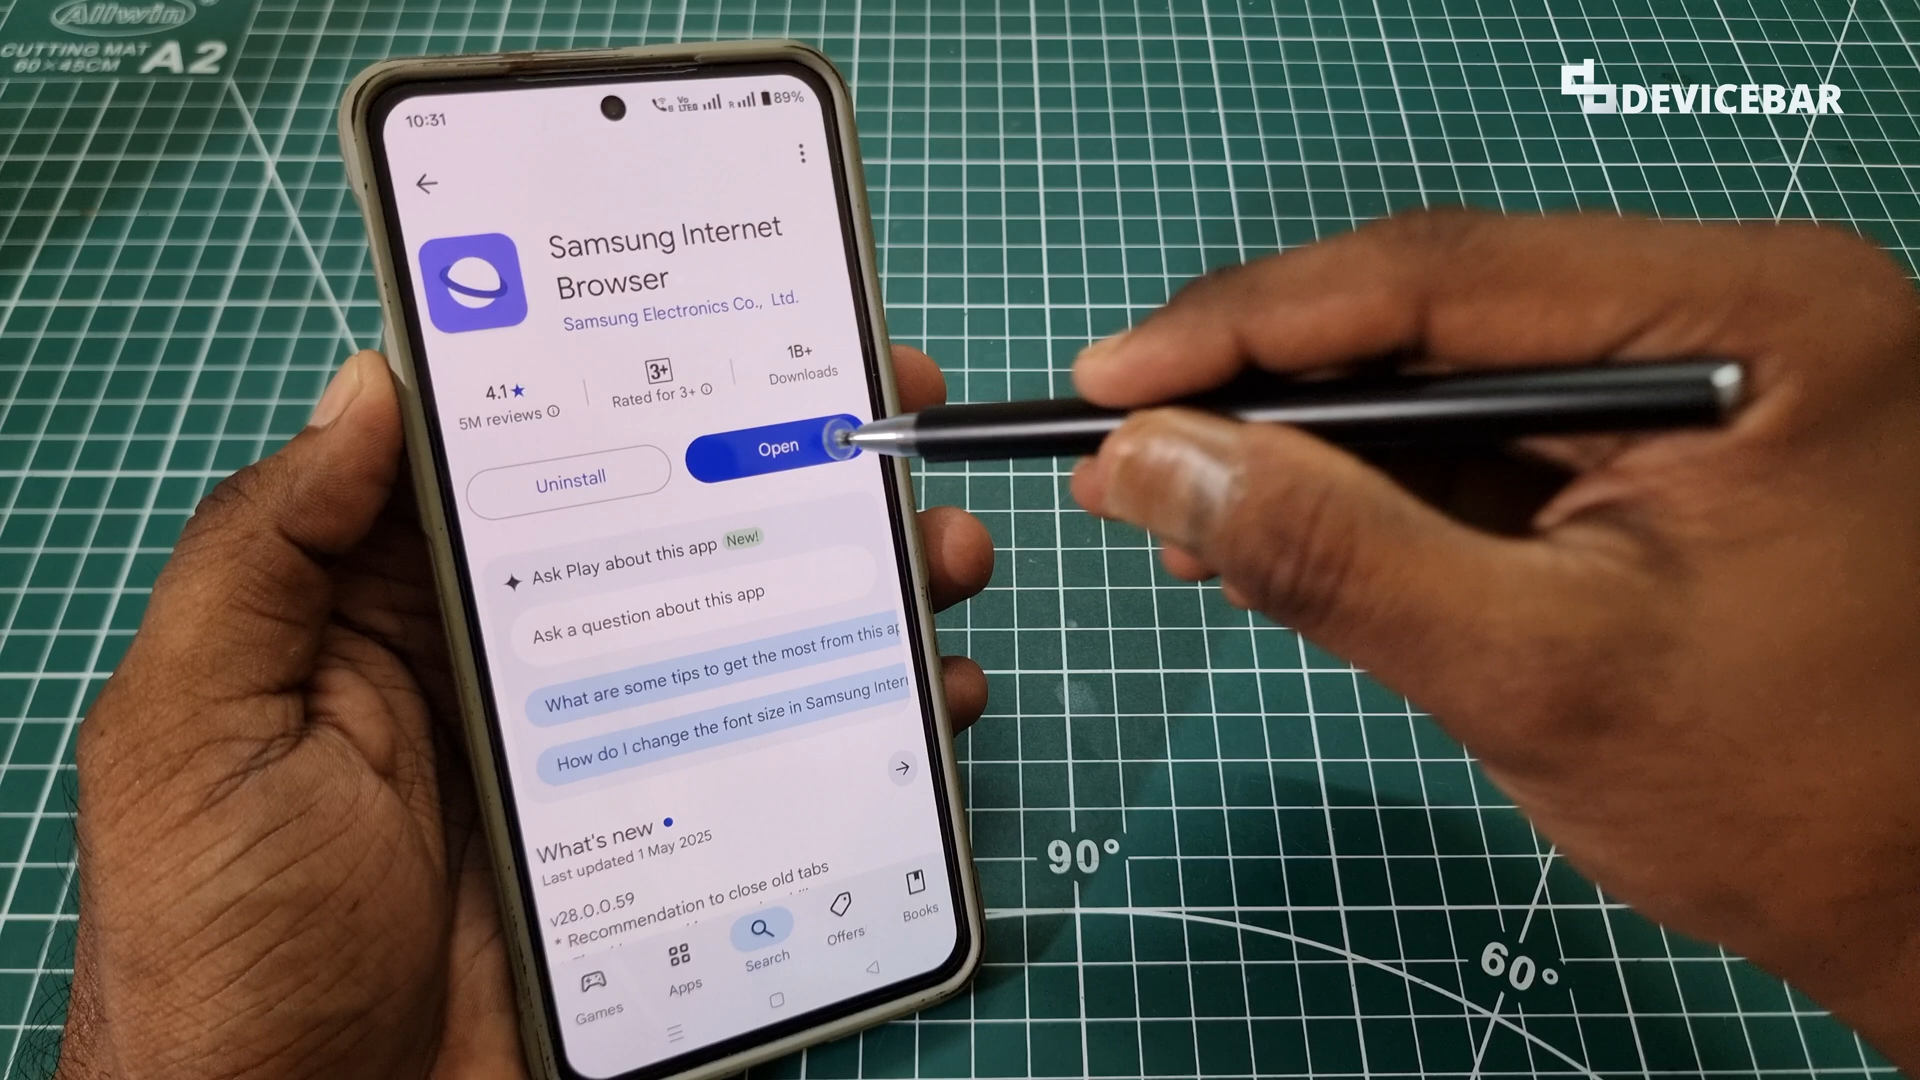 Allwin
CUTTING MAT
60×45CM
A2
DEVICEBAR
10:31
Vo
LTE
R
89%
Samsung Internet
Browser
Samsung Electronics Co., Ltd.
4.1★
5M reviews
3+
Rated for 3+
1B+
Downloads
Uninstall
Open
Ask Play about this app New!
Ask a question about this app
What are some tips to get the most from this ap
How do I change the font size in Samsung Inter
What's new
Last updated 1 May 2025
v28.0.0.59
* Recommendation to close old tabs
Games
Apps
Search
Offers
Books
90°
60°